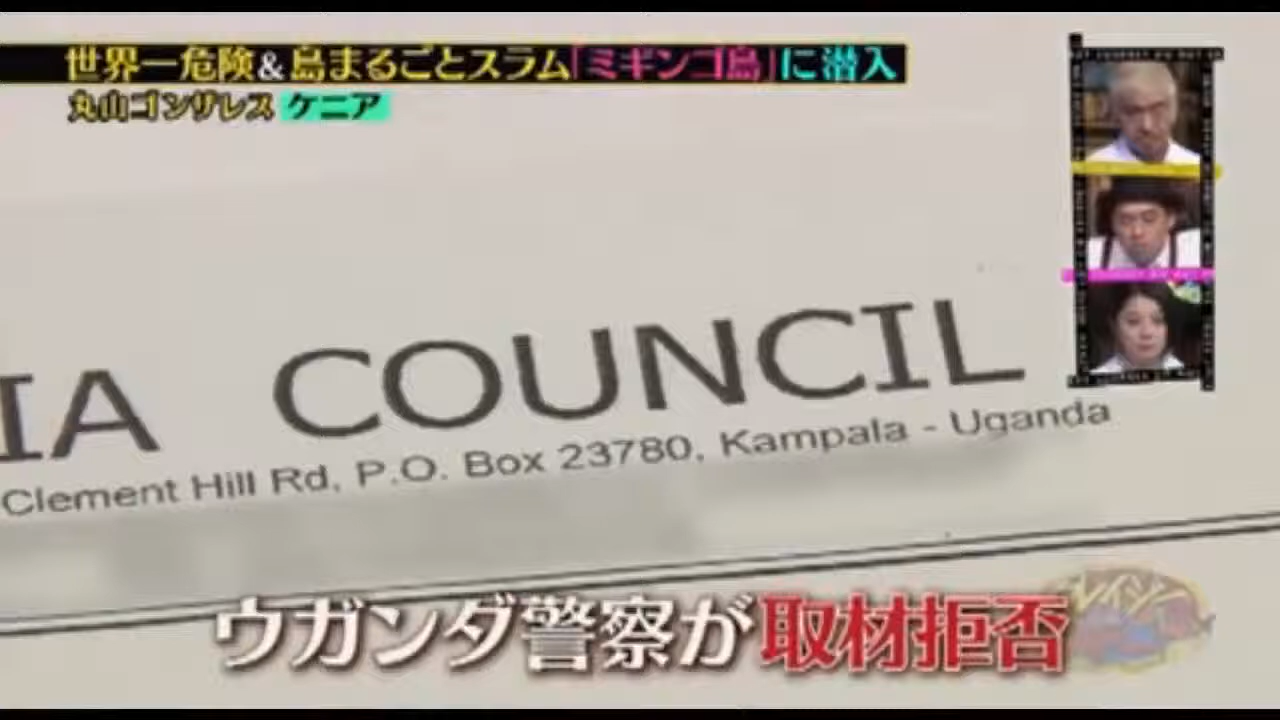 世界一危険&島まるごとスラム「ミギンゴ島」に潜入
丸山ゴンザレス ケニア
IA COUNCIL
Clement Hill Rd, P.O. Box 23780, Kampala - Uganda
ウガンダ警察が取材拒否